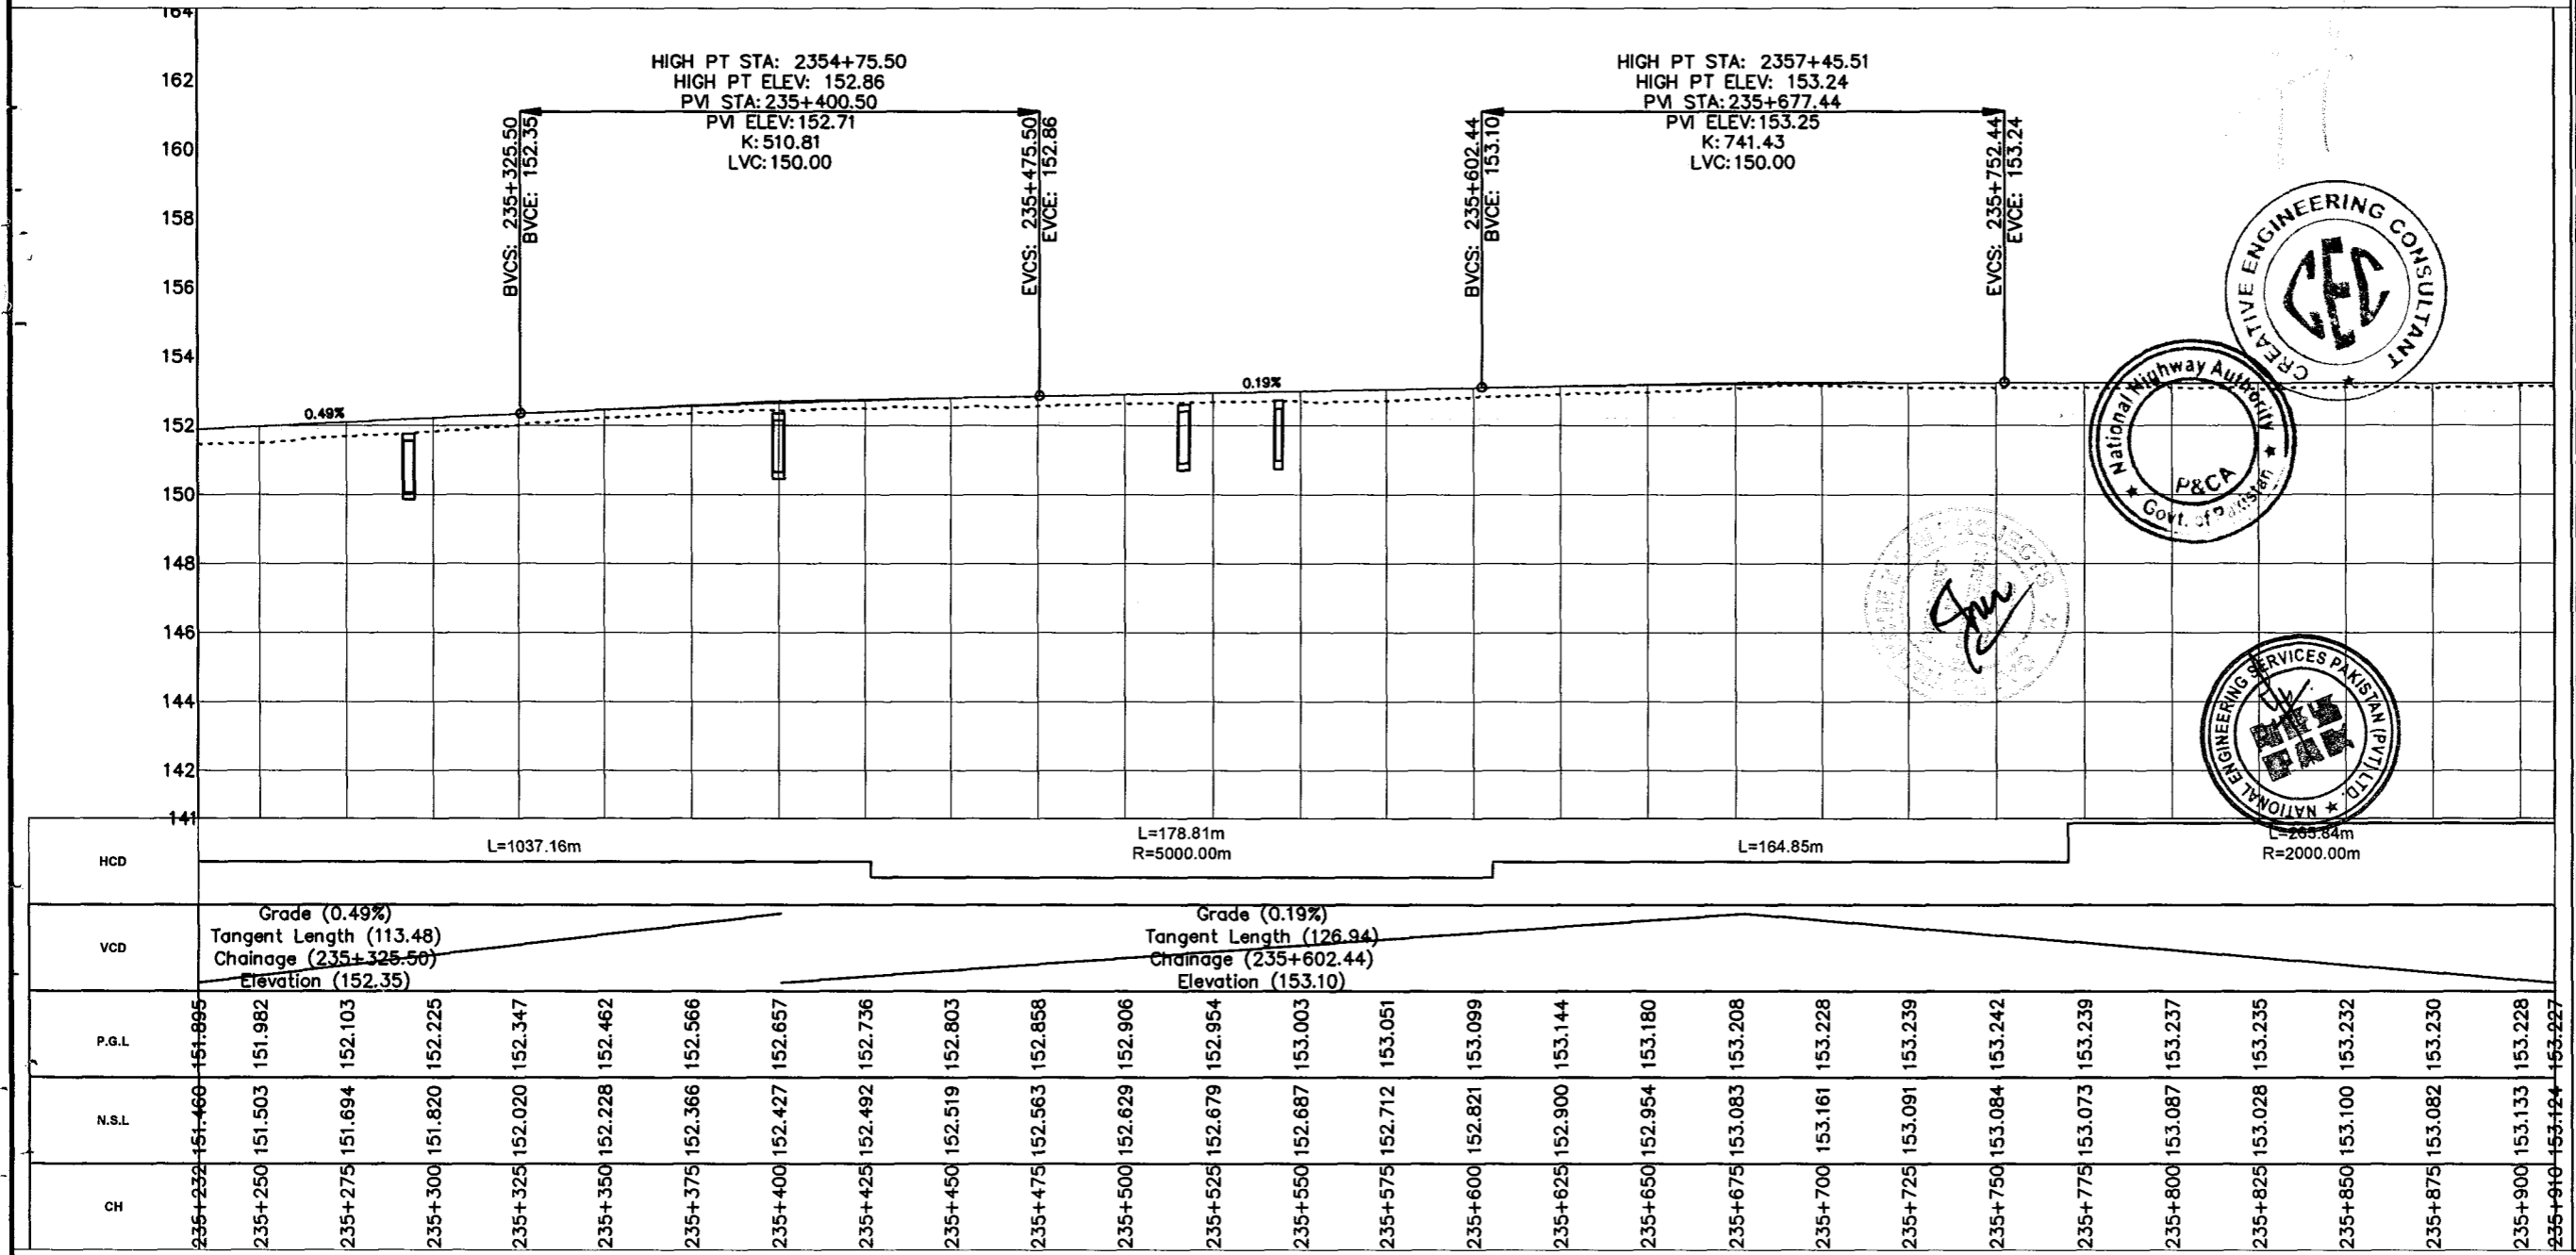 164
162
160
158
156
154
152
150
148
146
144
142
141
HIGH PT STA: 2354+75.50
HIGH PT ELEV: 152.86
PVI STA: 235+400.50
PVI ELEV: 152.71
K: 510.81
LVC: 150.00
BVCS: 235+325.50
BVCE: 152.35
EVCS: 235+475.50
EVCE: 152.86
HIGH PT STA: 2357+45.51
HIGH PT ELEV: 153.24
PVI STA: 235+677.44
PVI ELEV: 153.25
K: 741.43
LVC: 150.00
BVCS: 235+602.44
BVCE: 153.10
EVCS: 235+752.44
EVCE: 153.24
0.49%
0.19%
CREATIVE ENGINEERING CONSULTANT
CEC
National Highway Authority
P&CA
Govt. of Pakistan
NATIONAL ENGINEERING SERVICES PAKISTAN (PVT) LTD.
HCD
L=1037.16m
L=178.81m
R=5000.00m
L=164.85m
L=265.84m
R=2000.00m
VCD
Grade (0.49%)
Tangent Length (113.48)
Chainage (235+325.50)
Elevation (152.35)
Grade (0.19%)
Tangent Length (126.94)
Chainage (235+602.44)
Elevation (153.10)
P.G.L
151.895 151.982 152.103 152.225 152.347 152.462 152.566 152.657 152.736 152.803 152.858 152.906 152.954 153.003 153.051 153.099 153.144 153.180 153.208 153.228 153.239 153.242 153.239 153.237 153.235 153.232 153.230 153.228 153.227
N.S.L
151.460 151.503 151.694 151.820 152.020 152.228 152.366 152.427 152.492 152.519 152.563 152.629 152.679 152.687 152.712 152.821 152.900 152.954 153.083 153.161 153.091 153.084 153.073 153.087 153.028 153.100 153.082 153.133 153.124
CH
235+232 235+250 235+275 235+300 235+325 235+350 235+375 235+400 235+425 235+450 235+475 235+500 235+525 235+550 235+575 235+600 235+625 235+650 235+675 235+700 235+725 235+750 235+775 235+800 235+825 235+850 235+875 235+900 235+910